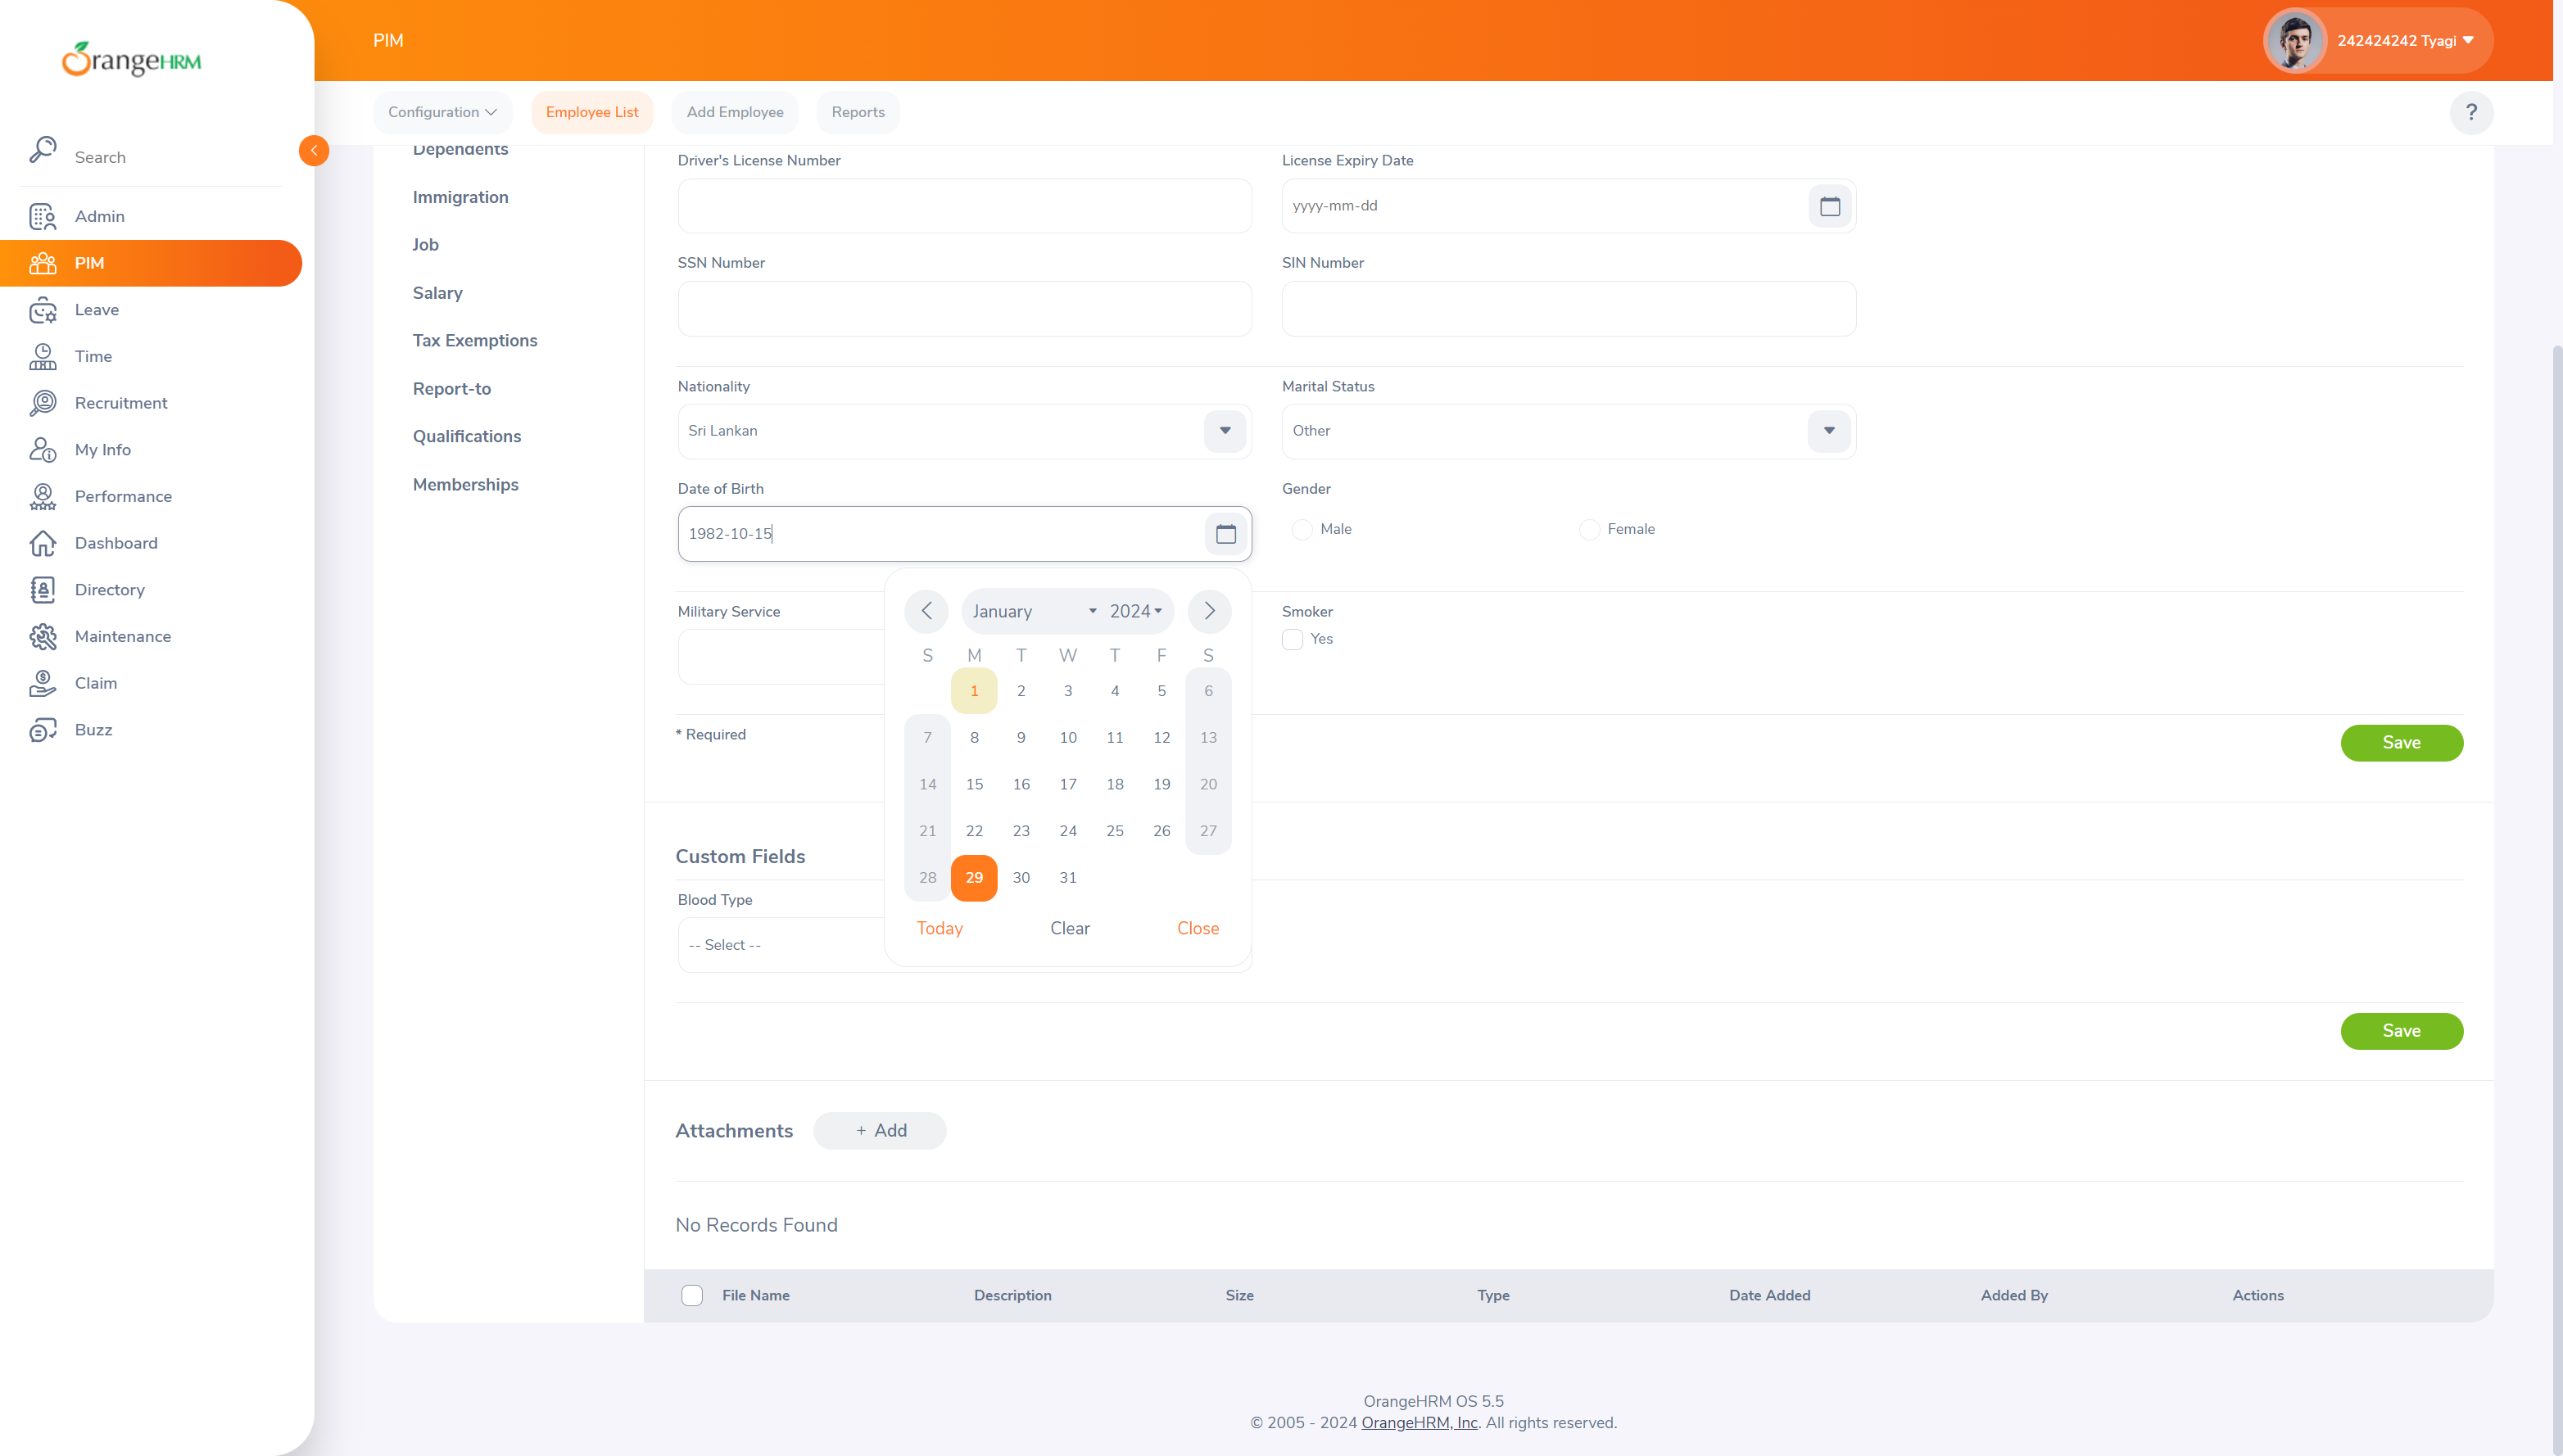 OrangeHRM
PIM
242424242 Tyagi
Configuration
Employee List
Add Employee
Reports
?
Search
Admin
PIM
Leave
Time
Recruitment
My Info
Performance
Dashboard
Directory
Maintenance
Claim
Buzz
Dependents
Immigration
Job
Salary
Tax Exemptions
Report-to
Qualifications
Memberships
Driver's License Number
License Expiry Date
yyyy-mm-dd
SSN Number
SIN Number
Nationality
Marital Status
Sri Lankan
Other
Date of Birth
Gender
1982-10-15
Male
Female
Military Service
Smoker
Yes
January 2024
S M T W T F S
1 2 3 4 5 6
7 8 9 10 11 12 13
14 15 16 17 18 19 20
21 22 23 24 25 26 27
28 29 30 31
Today Clear Close
* Required
Save
Custom Fields
Blood Type
-- Select --
Save
Attachments
+ Add
No Records Found
File Name Description Size Type Date Added Added By Actions
OrangeHRM OS 5.5
© 2005 - 2024 OrangeHRM, Inc. All rights reserved.